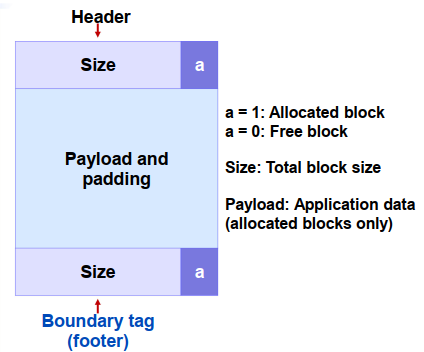 Header
Size
a
Payload and
padding
a = 1: Allocated block
a = 0: Free block
Size: Total block size
Payload: Application data
(allocated blocks only)
Size
a
Boundary tag
(footer)